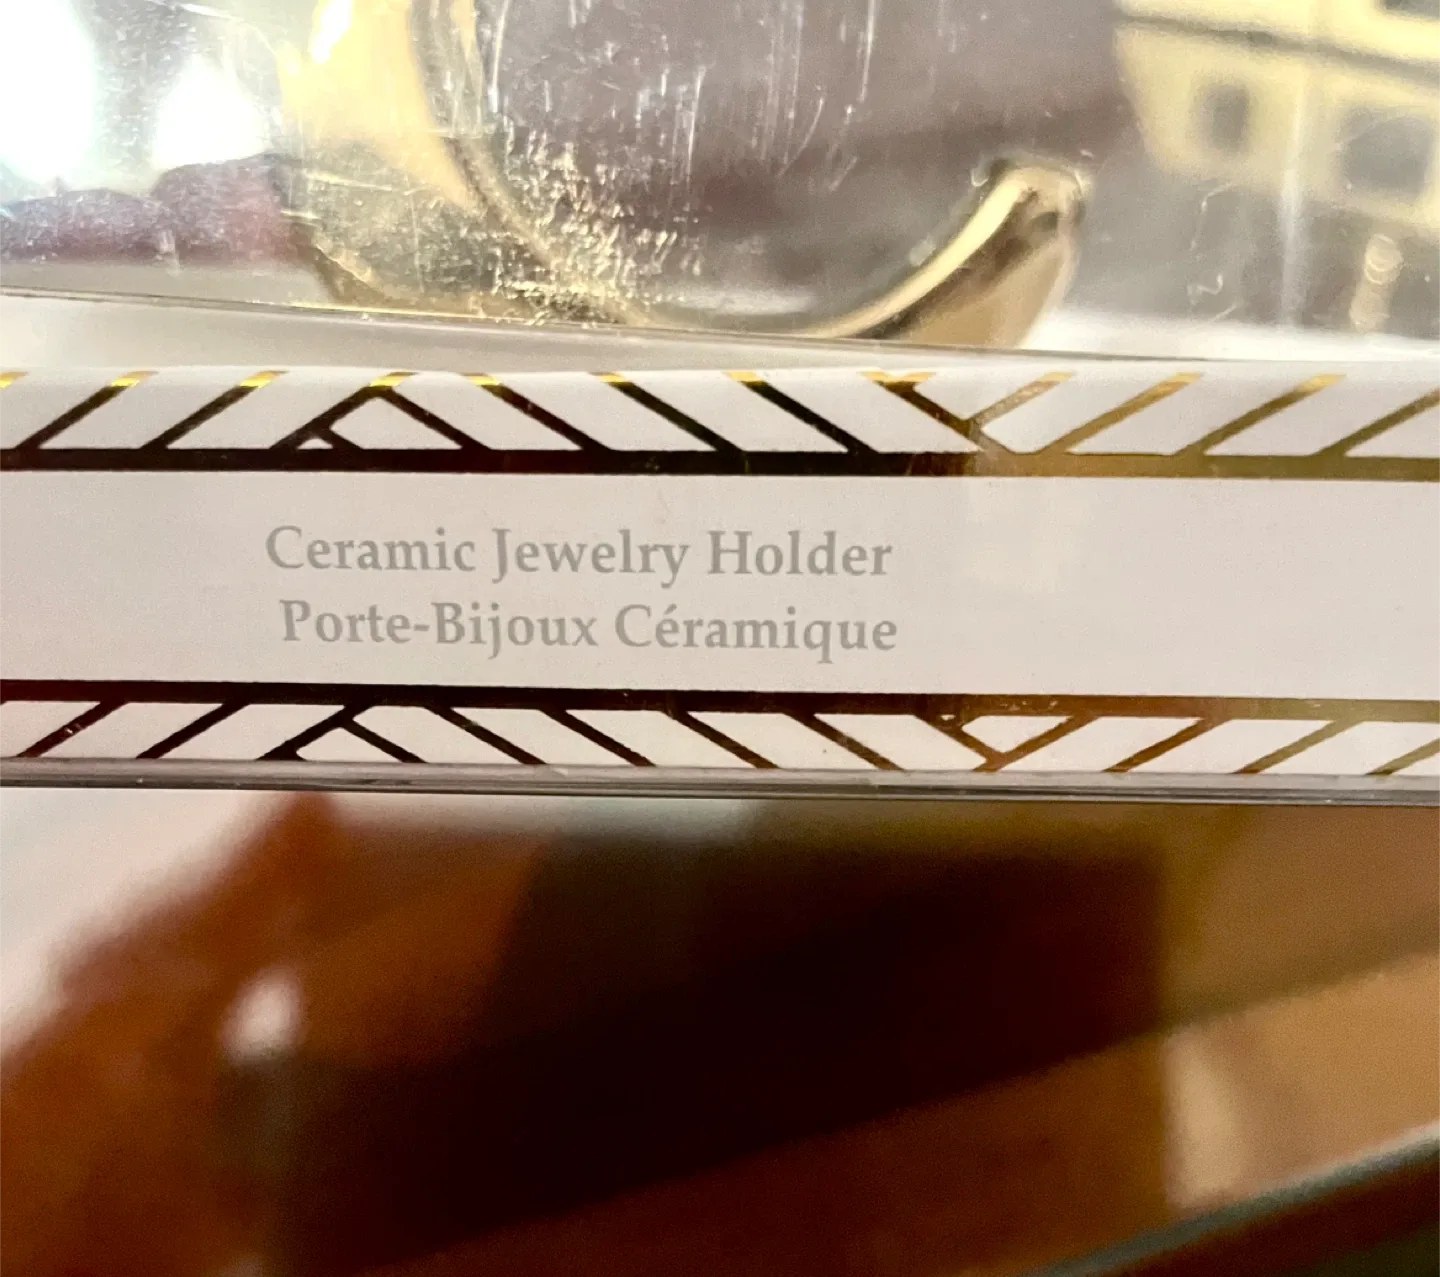 Ceramic Jewelry Holder
Porte-Bijoux Céramique